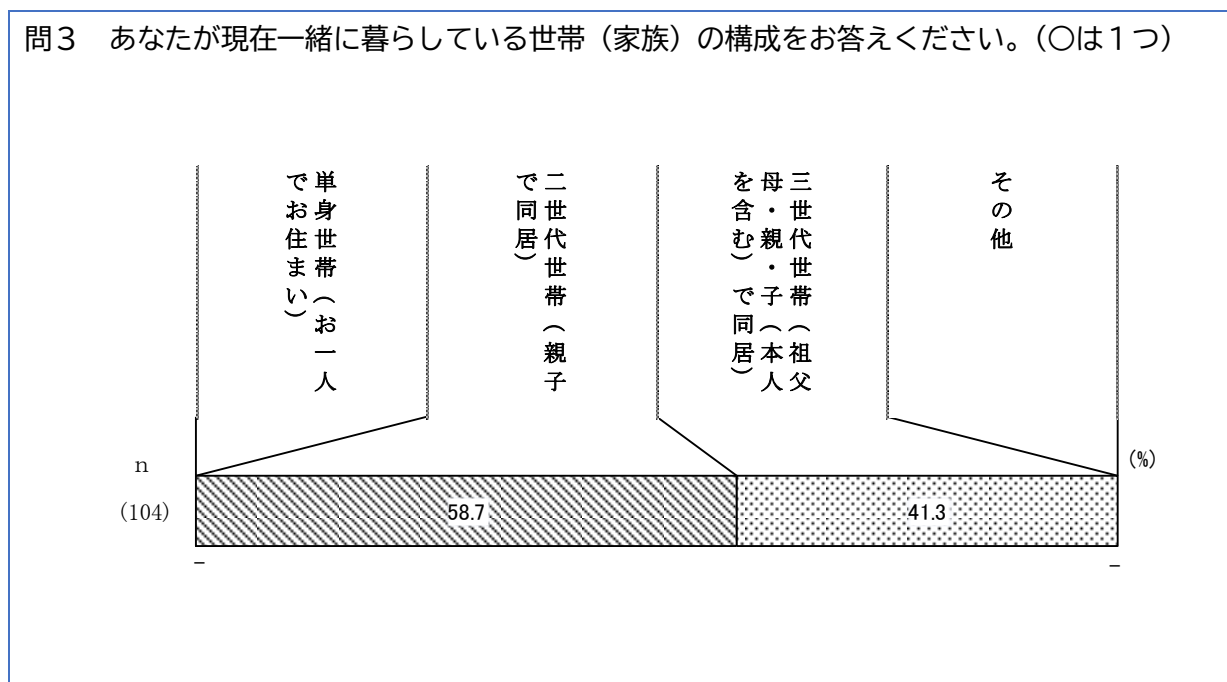 問３　あなたが現在一緒に暮らしている世帯（家族）の構成をお答えください。（○は１つ）
単身世帯（お一人
でお住まい）
二世代世帯（親子
で同居）
三世代世帯（祖父
母・親・子（本人
を含む）で同居）
その他
n
(%)
(104)
58.7
41.3
－
－